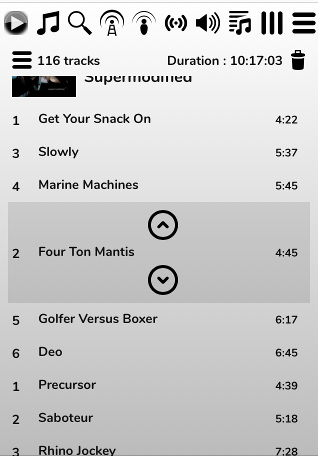 116 tracks Duration : 10:17:03
Supermodified
1 Get Your Snack On 4:22
3 Slowly 5:37
4 Marine Machines 5:45
2 Four Ton Mantis 4:45
5 Golfer Versus Boxer 6:17
6 Deo 6:45
1 Precursor 4:39
2 Saboteur 5:18
3 Rhino Jockey 7:28